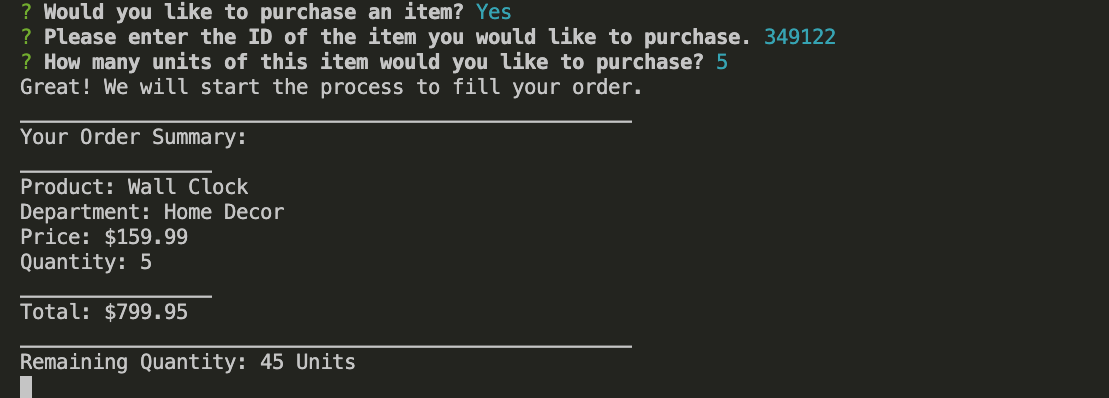 ? Would you like to purchase an item? Yes
? Please enter the ID of the item you would like to purchase. 349122
? How many units of this item would you like to purchase? 5
Great! We will start the process to fill your order.
Your Order Summary:
Product: Wall Clock
Department: Home Decor
Price: $159.99
Quantity: 5
Total: $799.95
Remaining Quantity: 45 Units